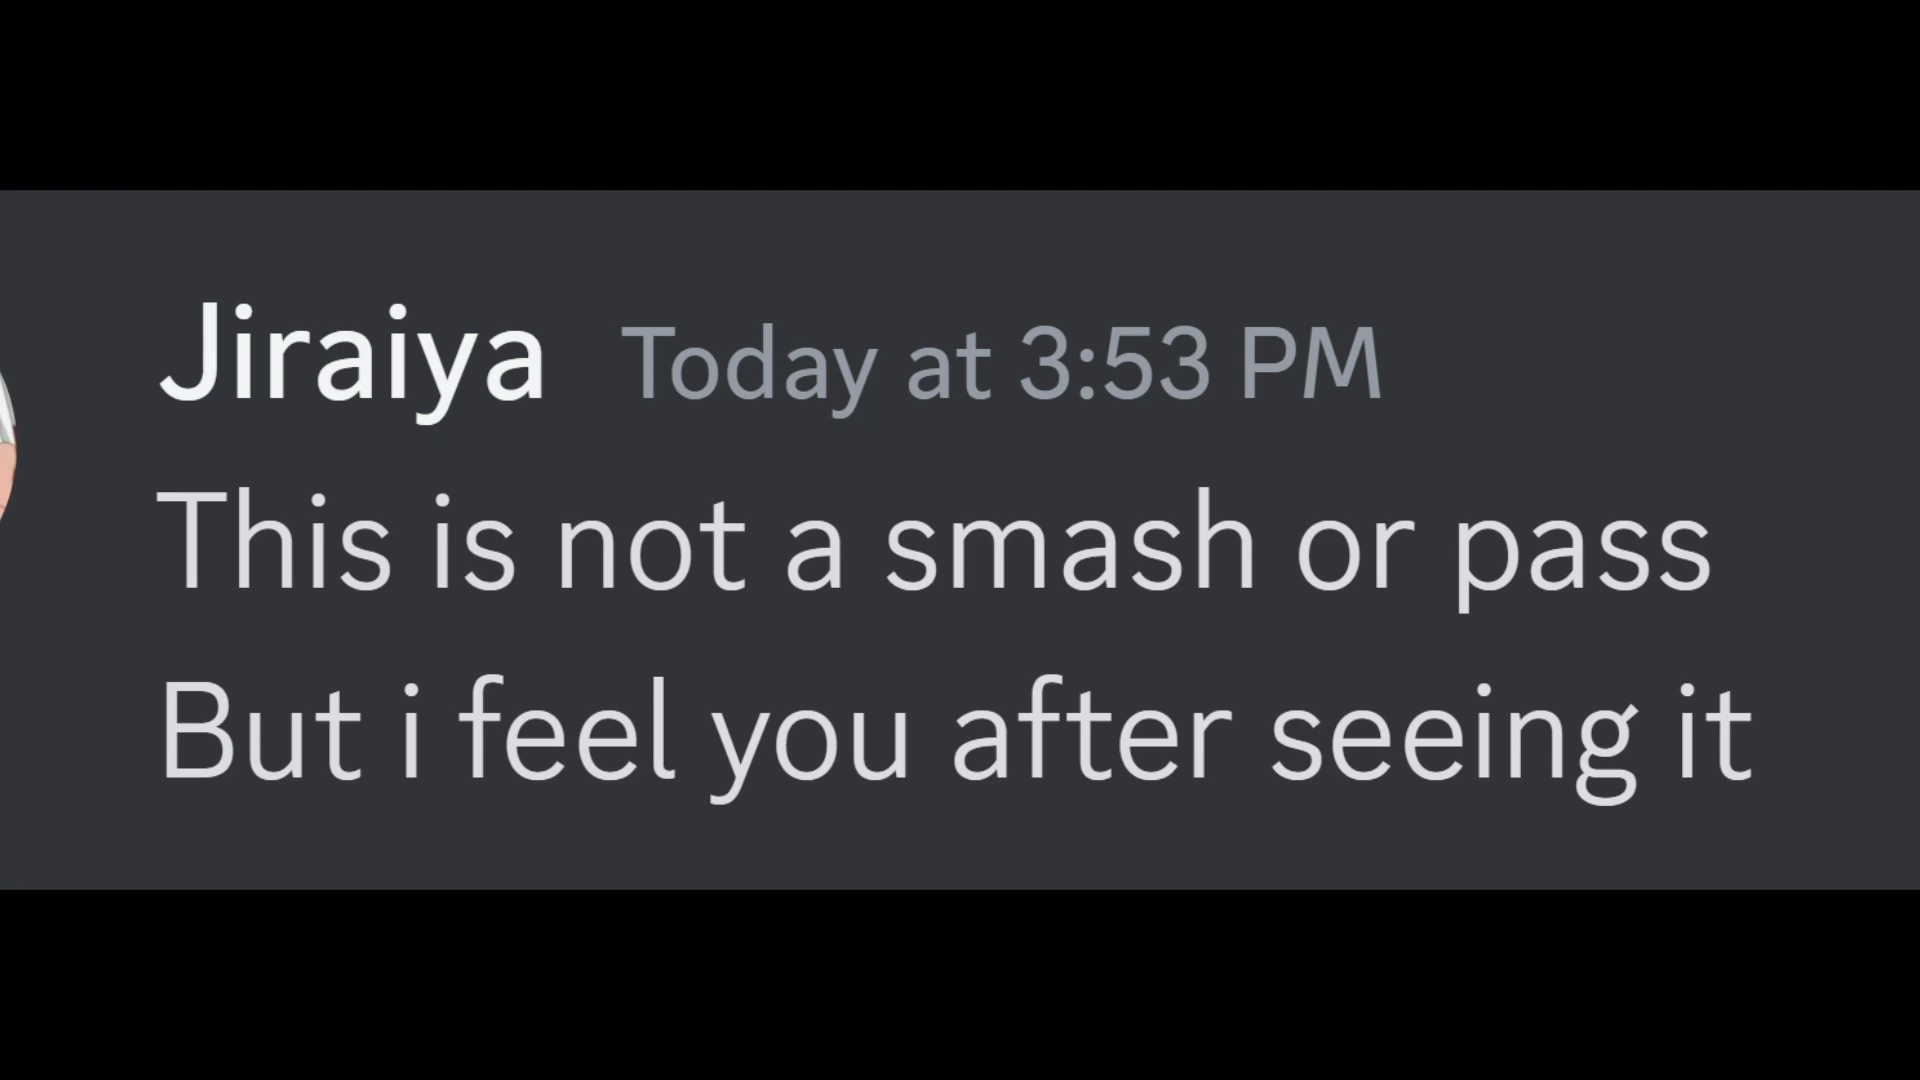 Jiraiya Today at 3:53 PM
This is not a smash or pass
But i feel you after seeing it